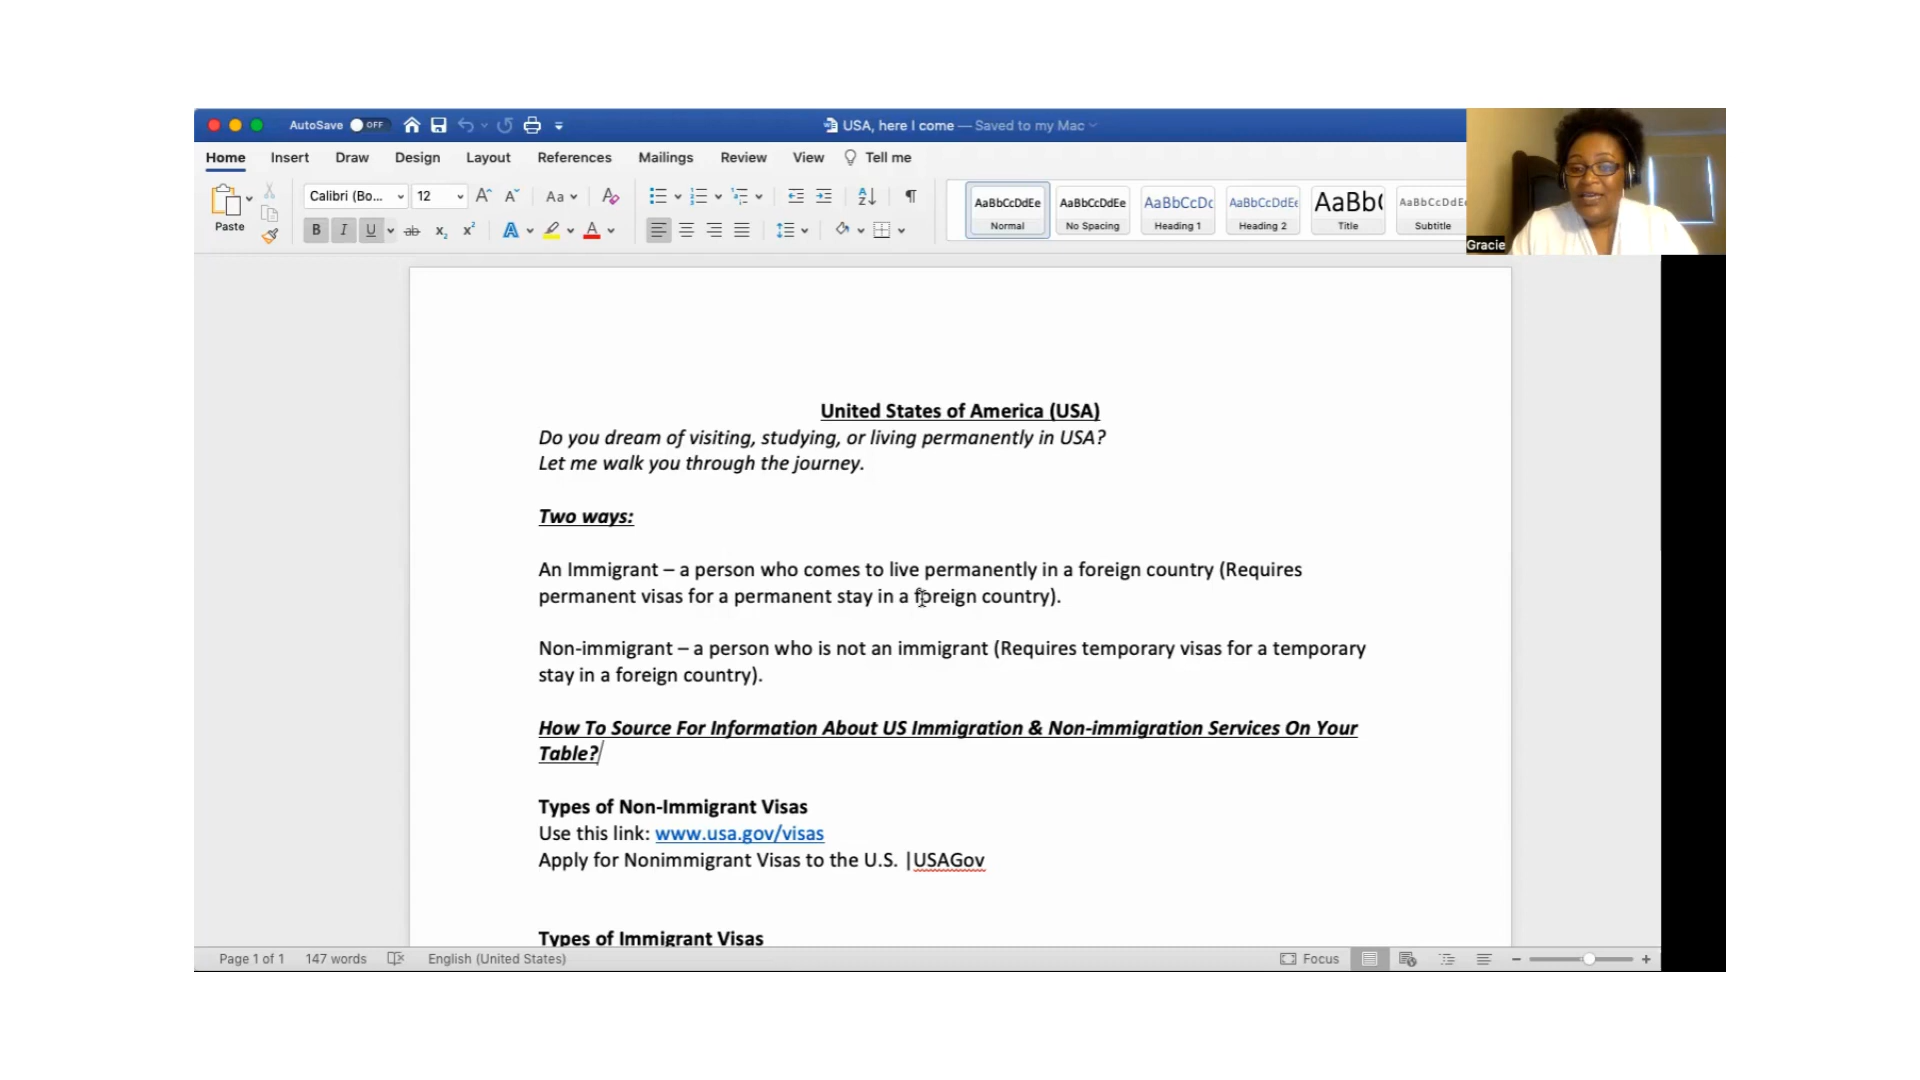 AutoSave OFF
USA, here I come — Saved to my Mac
Home Insert Draw Design Layout References Mailings Review View Tell me
Paste
Calibri (Bo... 12 Aa
B I U ab x₂ x² A A
AaBbCcDdEe AaBbCcDdEe AaBbCcDc AaBbCcDdEe AaBb( AaBbCcDdEe
Normal No Spacing Heading 1 Heading 2 Title Subtitle
Gracie
United States of America (USA)
Do you dream of visiting, studying, or living permanently in USA?
Let me walk you through the journey.
Two ways:
An Immigrant – a person who comes to live permanently in a foreign country (Requires
permanent visas for a permanent stay in a foreign country).
Non-immigrant – a person who is not an immigrant (Requires temporary visas for a temporary
stay in a foreign country).
How To Source For Information About US Immigration & Non-immigration Services On Your
Table?
Types of Non-Immigrant Visas
Use this link: www.usa.gov/visas
Apply for Nonimmigrant Visas to the U.S. |USAGov
Types of Immigrant Visas
Page 1 of 1 147 words English (United States) Focus